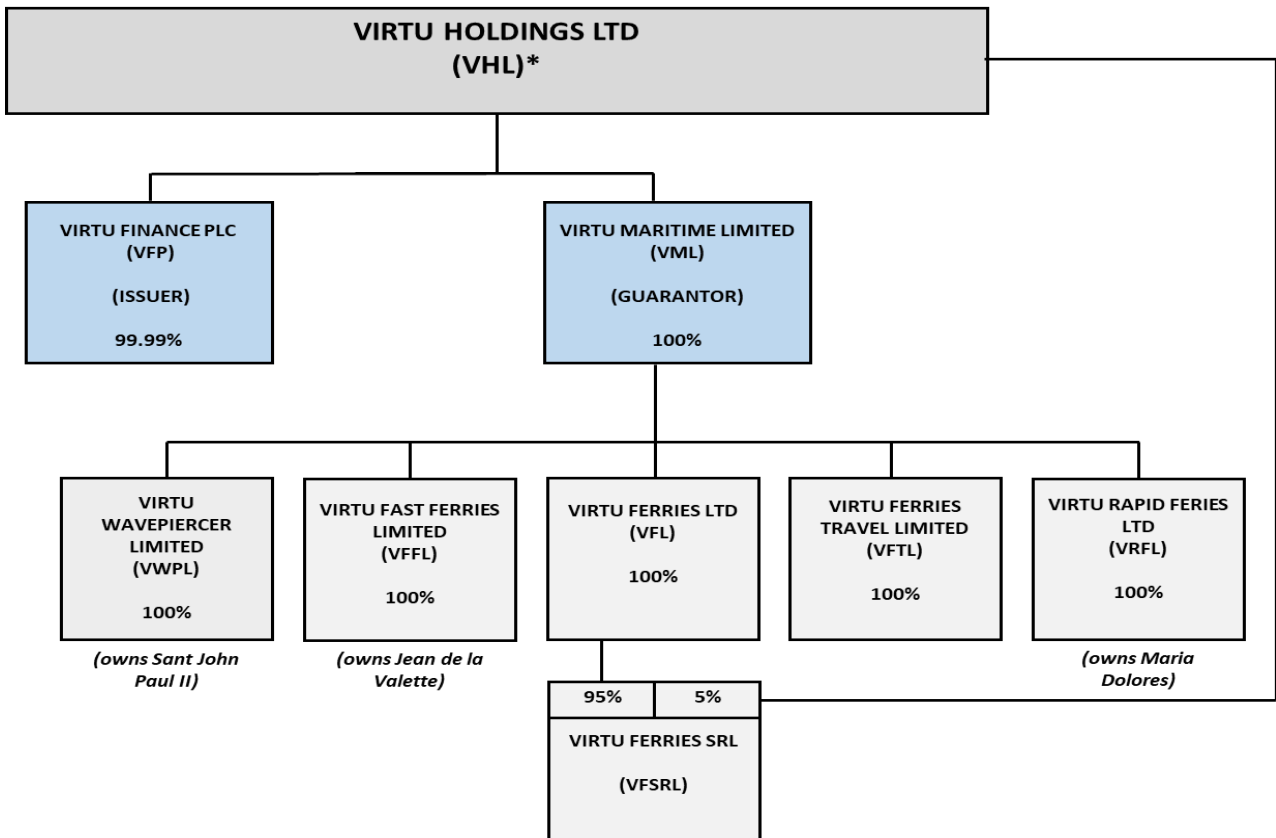 VIRTU HOLDINGS LTD
(VHL)*
VIRTU FINANCE PLC
(VFP)
(ISSUER)
99.99%
VIRTU MARITIME LIMITED
(VML)
(GUARANTOR)
100%
VIRTU
WAVEPIERCER
LIMITED
(VWPL)
100%
(owns Sant John
Paul II)
VIRTU FAST FERRIES
LIMITED
(VFFL)
100%
(owns Jean de la
Valette)
VIRTU FERRIES LTD
(VFL)
100%
VIRTU FERRIES
TRAVEL LIMITED
(VFTL)
100%
VIRTU RAPID FERIES
LTD
(VRFL)
100%
(owns Maria
Dolores)
95% 5%
VIRTU FERRIES SRL
(VFSRL)